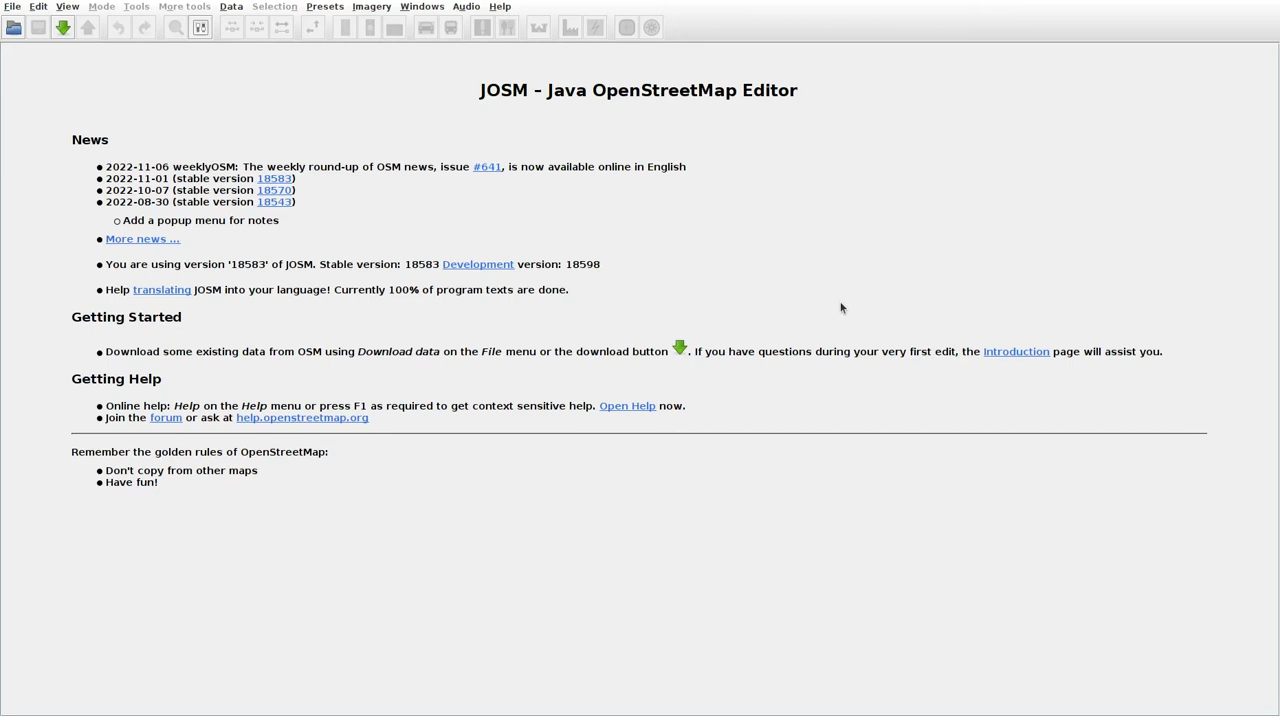 File Edit View Mode Tools More tools Data Selection Presets Imagery Windows Audio Help
JOSM – Java OpenStreetMap Editor
News
● 2022-11-06 weeklyOSM: The weekly round-up of OSM news, issue #641, is now available online in English
● 2022-11-01 (stable version 18583)
● 2022-10-07 (stable version 18570)
● 2022-08-30 (stable version 18543)
○ Add a popup menu for notes
● More news ...
● You are using version '18583' of JOSM. Stable version: 18583 Development version: 18598
● Help translating JOSM into your language! Currently 100% of program texts are done.
Getting Started
● Download some existing data from OSM using Download data on the File menu or the download button . If you have questions during your very first edit, the Introduction page will assist you.
Getting Help
● Online help: Help on the Help menu or press F1 as required to get context sensitive help. Open Help now.
● Join the forum or ask at help.openstreetmap.org
Remember the golden rules of OpenStreetMap:
● Don't copy from other maps
● Have fun!